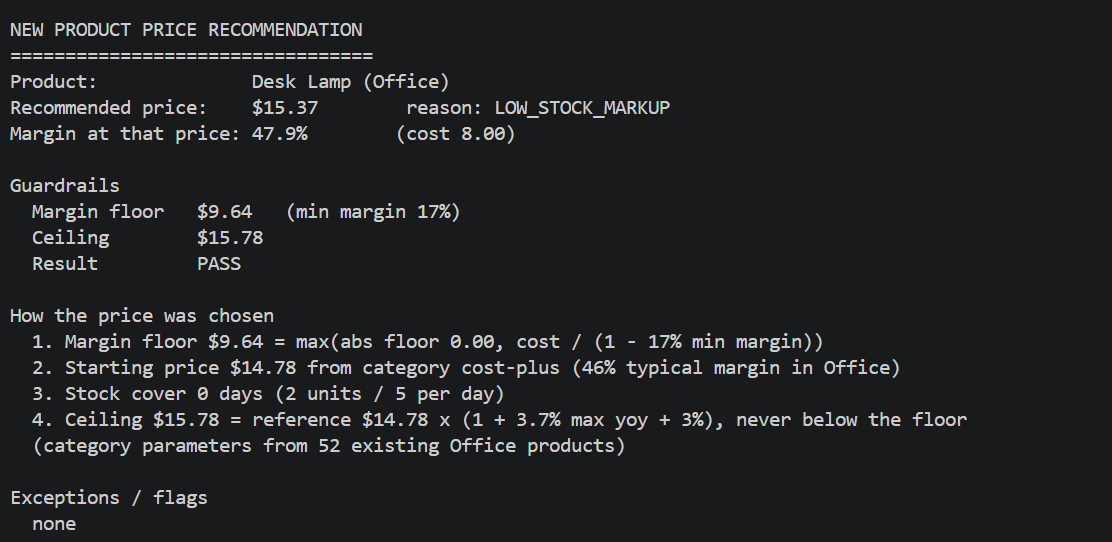 NEW PRODUCT PRICE RECOMMENDATION
=================================
Product: Desk Lamp (Office)
Recommended price: $15.37 reason: LOW_STOCK_MARKUP
Margin at that price: 47.9% (cost 8.00)
Guardrails
Margin floor $9.64 (min margin 17%)
Ceiling $15.78
Result PASS
How the price was chosen
1. Margin floor $9.64 = max(abs floor 0.00, cost / (1 - 17% min margin))
2. Starting price $14.78 from category cost-plus (46% typical margin in Office)
3. Stock cover 0 days (2 units / 5 per day)
4. Ceiling $15.78 = reference $14.78 x (1 + 3.7% max yoy + 3%), never below the floor
(category parameters from 52 existing Office products)
Exceptions / flags
none